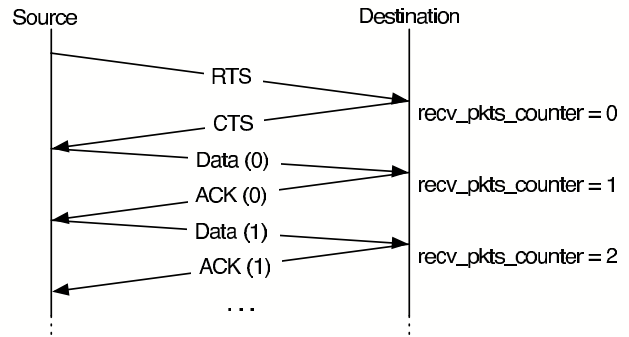 Source
Destination
RTS
recv_pkts_counter = 0
CTS
Data (0)
recv_pkts_counter = 1
ACK (0)
Data (1)
recv_pkts_counter = 2
ACK (1)
...